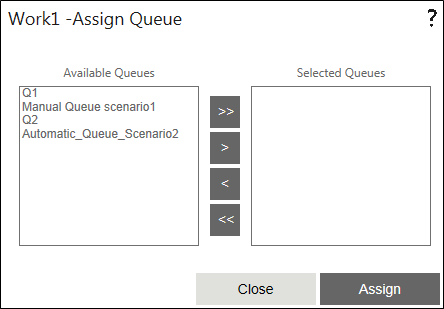 Work1 -Assign Queue
?
Available Queues
Selected Queues
Q1
Manual Queue scenario1
Q2
Automatic_Queue_Scenario2
>>
>
<
<<
Close
Assign